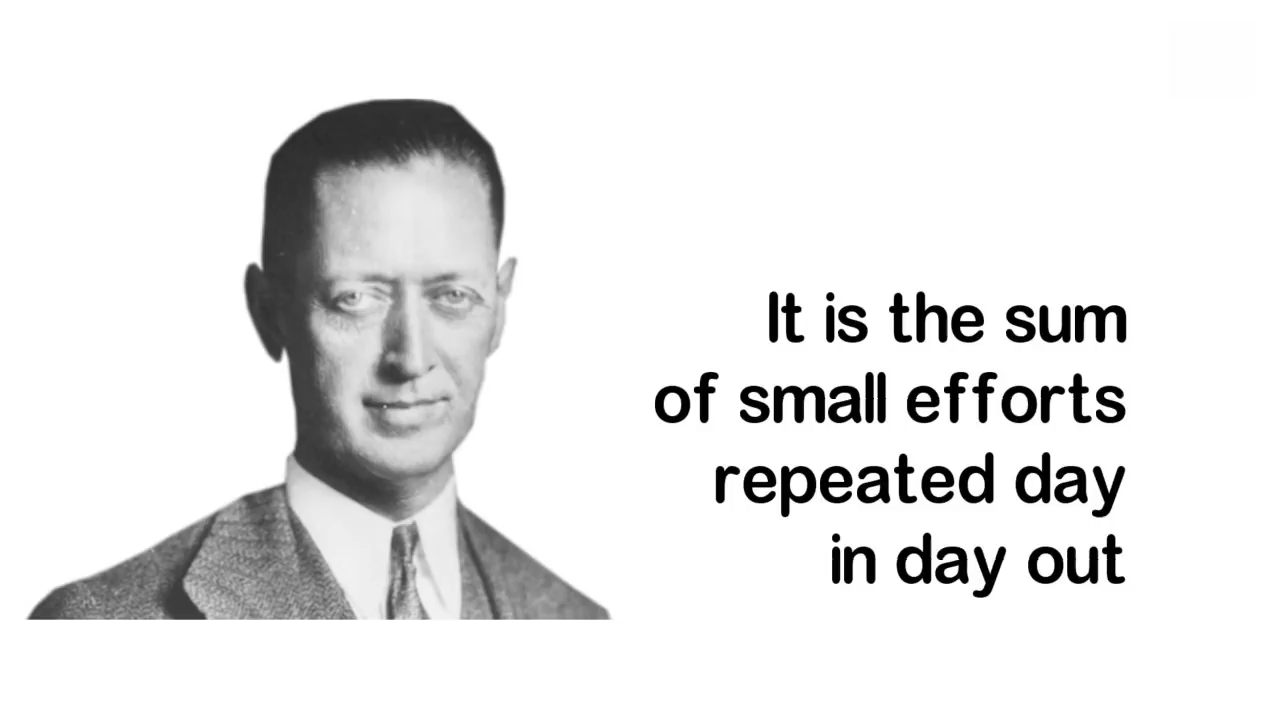 It is the sum
of small efforts
repeated day
in day out